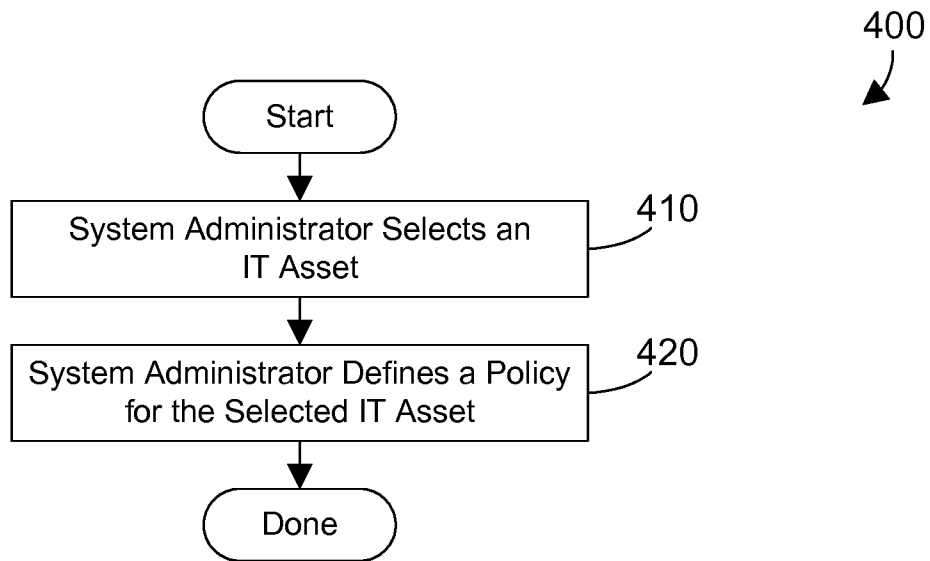 400
Start
System Administrator Selects an
IT Asset
410
System Administrator Defines a Policy
for the Selected IT Asset
420
Done